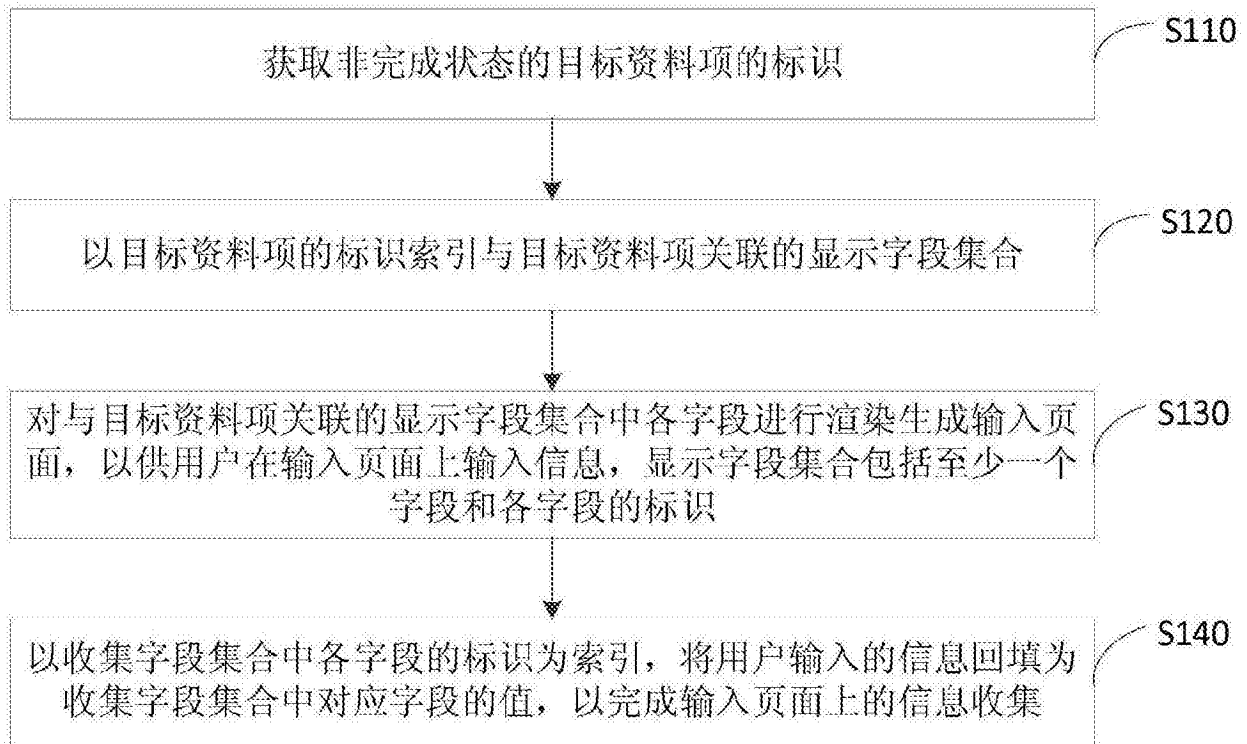 获取非完成状态的目标资料项的标识
S110
以目标资料项的标识索引与目标资料项关联的显示字段集合
S120
对与目标资料项关联的显示字段集合中各字段进行渲染生成输入页
面，以供用户在输入页面上输入信息，显示字段集合包括至少一个
字段和各字段的标识
S130
以收集字段集合中各字段的标识为索引，将用户输入的信息回填为
收集字段集合中对应字段的值，以完成输入页面上的信息收集
S140